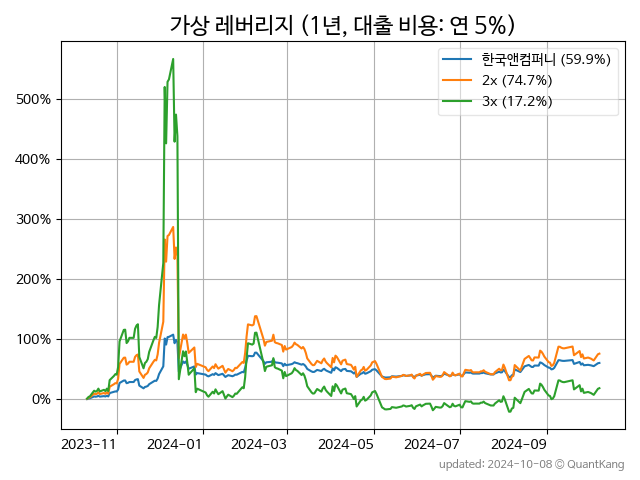 가상 레버리지 (1년, 대출 비용: 연 5%)
한국앤컴퍼니 (59.9%)
2x (74.7%)
3x (17.2%)
500%
400%
300%
200%
100%
0%
2023-11 2024-01 2024-03 2024-05 2024-07 2024-09
updated: 2024-10-08 © QuantKang